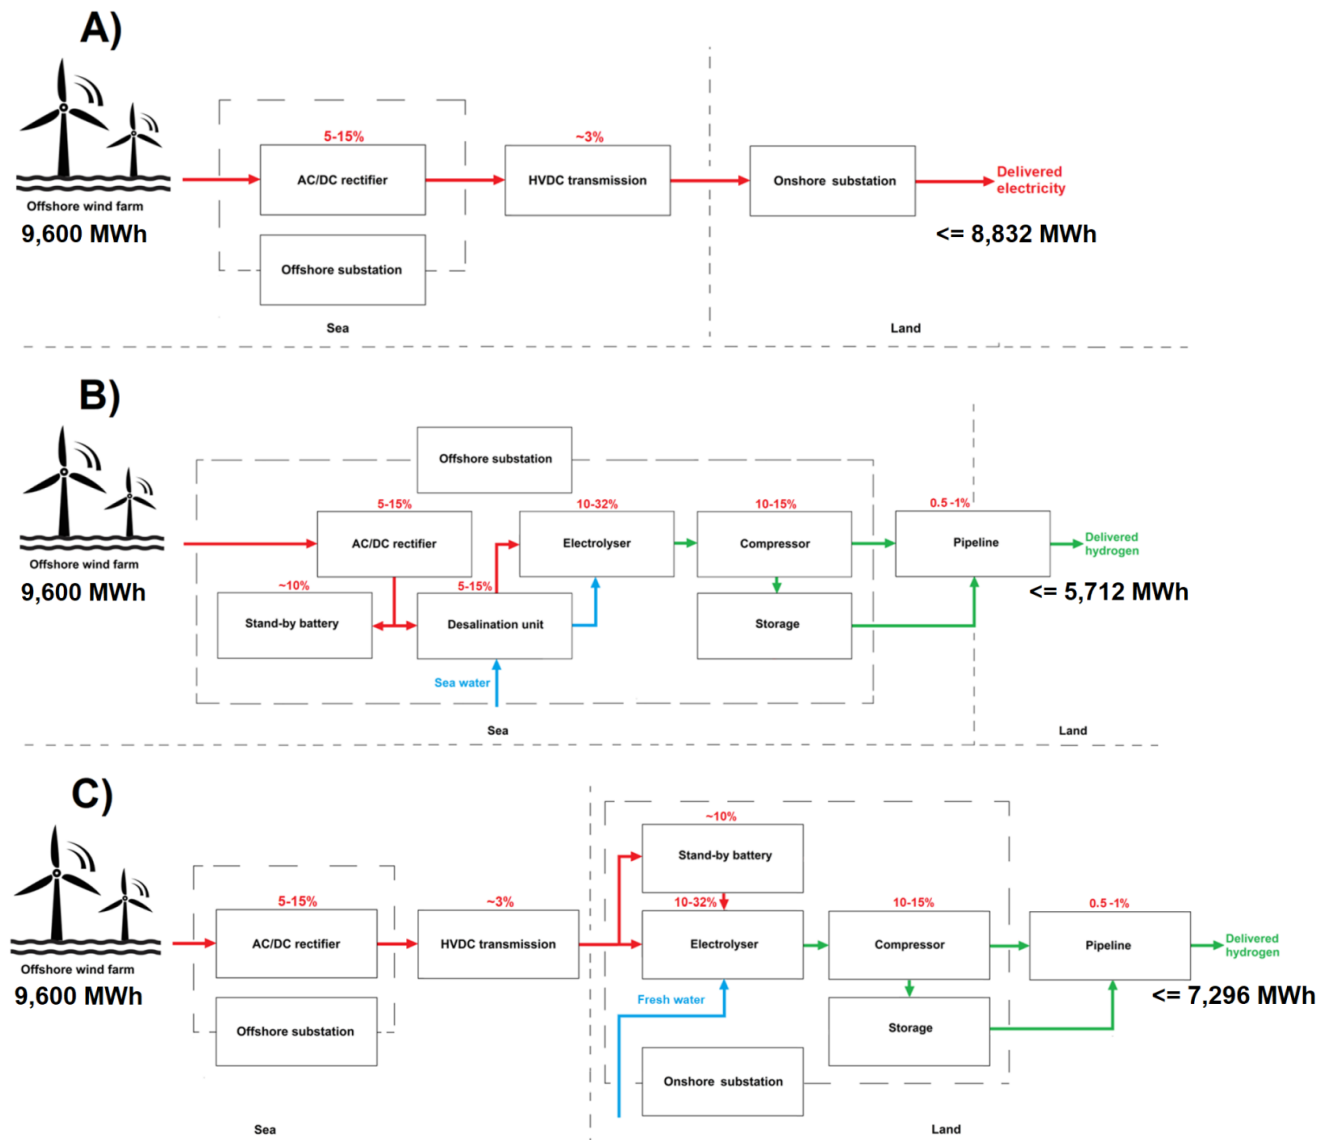 A)
5-15%
~3%
AC/DC rectifier
HVDC transmission
Onshore substation
Delivered
electricity
Offshore wind farm
9,600 MWh
<= 8,832 MWh
Offshore substation
Sea
Land
B)
Offshore substation
5-15%
10-32%
10-15%
0.5 -1%
AC/DC rectifier
Electrolyser
Compressor
Pipeline
Delivered
hydrogen
Offshore wind farm
9,600 MWh
~10%
5-15%
<= 5,712 MWh
Stand-by battery
Desalination unit
Storage
Sea water
Sea
Land
C)
~10%
Stand-by battery
5-15%
~3%
10-32%
10-15%
0.5 -1%
AC/DC rectifier
HVDC transmission
Electrolyser
Compressor
Pipeline
Delivered
hydrogen
Offshore wind farm
9,600 MWh
<= 7,296 MWh
Fresh water
Offshore substation
Storage
Onshore substation
Sea
Land